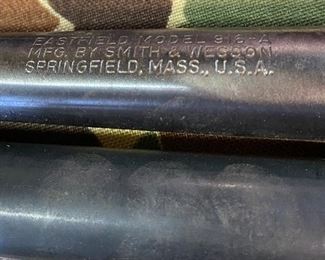 EASTFIELD MODEL 916-A
MFG. BY SMITH & WESSON
SPRINGFIELD, MASS., U.S.A.